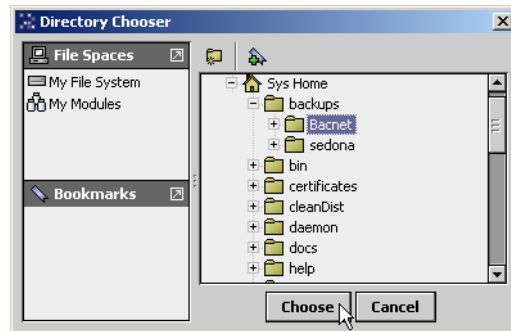 Directory Chooser
File Spaces
My File System
My Modules
Bookmarks
Sys Home
backups
Bacnet
sedona
bin
certificates
cleanDist
daemon
docs
help
Choose
Cancel